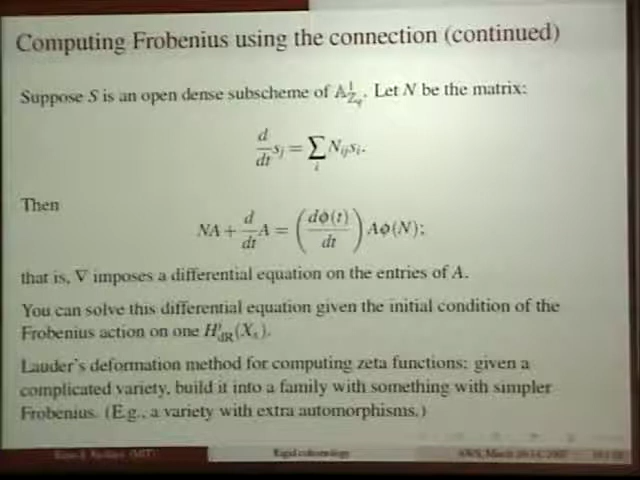 Computing Frobenius using the connection (continued)
Suppose S is an open dense subscheme of 𝔸¹_{ℤ_q}. Let N be the matrix:
d/dt s_j = ∑_i N_{ij}s_i.
Then
NA + d/dt A = (dϕ(t)/dt) Aϕ(N);
that is, ∇ imposes a differential equation on the entries of A.
You can solve this differential equation given the initial condition of the
Frobenius action on one H^i_{dR}(X_s).
Lauder's deformation method for computing zeta functions: given a
complicated variety, build it into a family with something with simpler
Frobenius. (E.g., a variety with extra automorphisms.)
(MIT)
Rigid cohomology